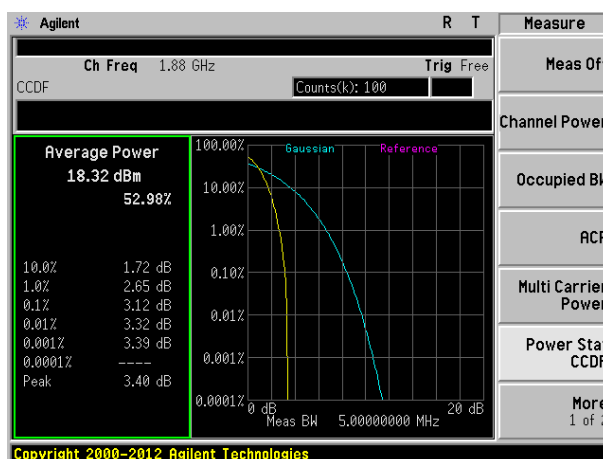 Agilent R T Measure
Ch Freq 1.88 GHz Trig Free
Meas Of
CCDF Counts(k): 100
Channel Power
Average Power
18.32 dBm
52.98%
10.0% 1.72 dB
1.0% 2.65 dB
0.1% 3.12 dB
0.01% 3.32 dB
0.001% 3.39 dB
0.0001% ----
Peak 3.40 dB
Gaussian Reference
100.00%
10.00%
1.00%
0.10%
0.01%
0.001%
0.0001%
0 dB 20 dB
Meas BW 5.00000000 MHz
Occupied BW
ACP
Multi Carrier
Power
Power Stat
CCDF
More
1 of 2
Copyright 2000-2012 Agilent Technologies